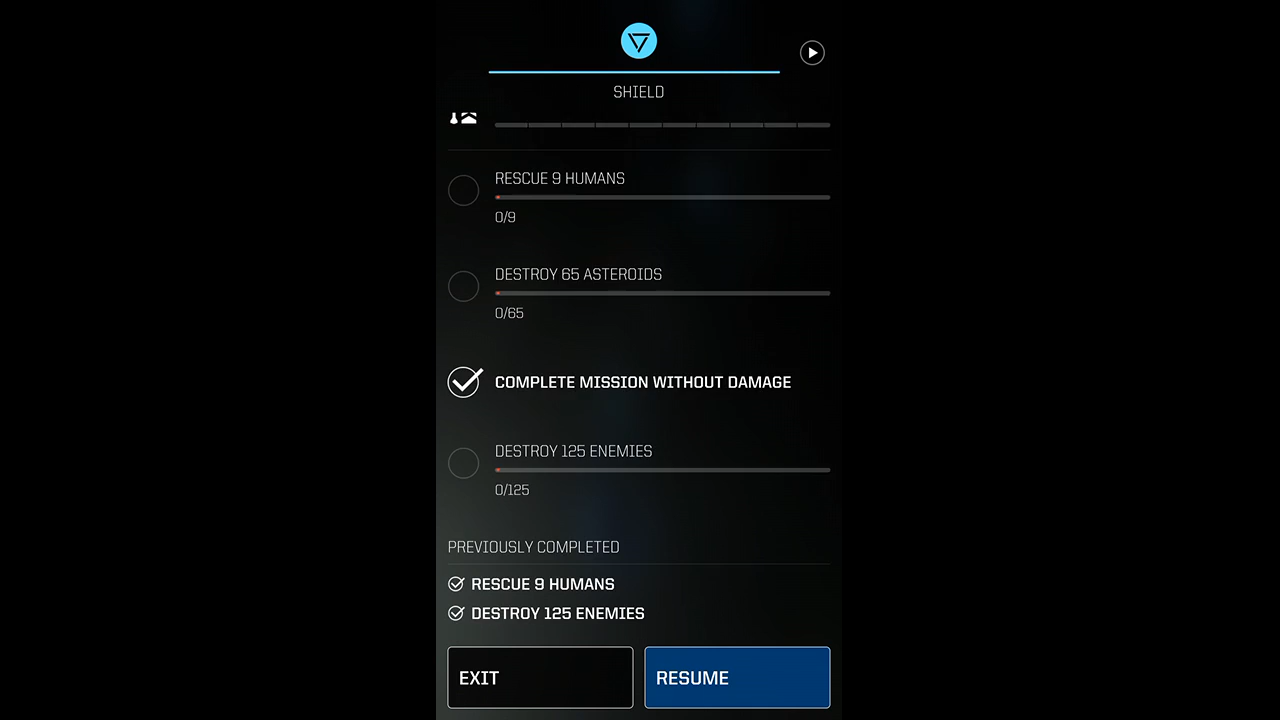 SHIELD
RESCUE 9 HUMANS
0/9
DESTROY 65 ASTEROIDS
0/65
COMPLETE MISSION WITHOUT DAMAGE
DESTROY 125 ENEMIES
0/125
PREVIOUSLY COMPLETED
RESCUE 9 HUMANS
DESTROY 125 ENEMIES
EXIT
RESUME